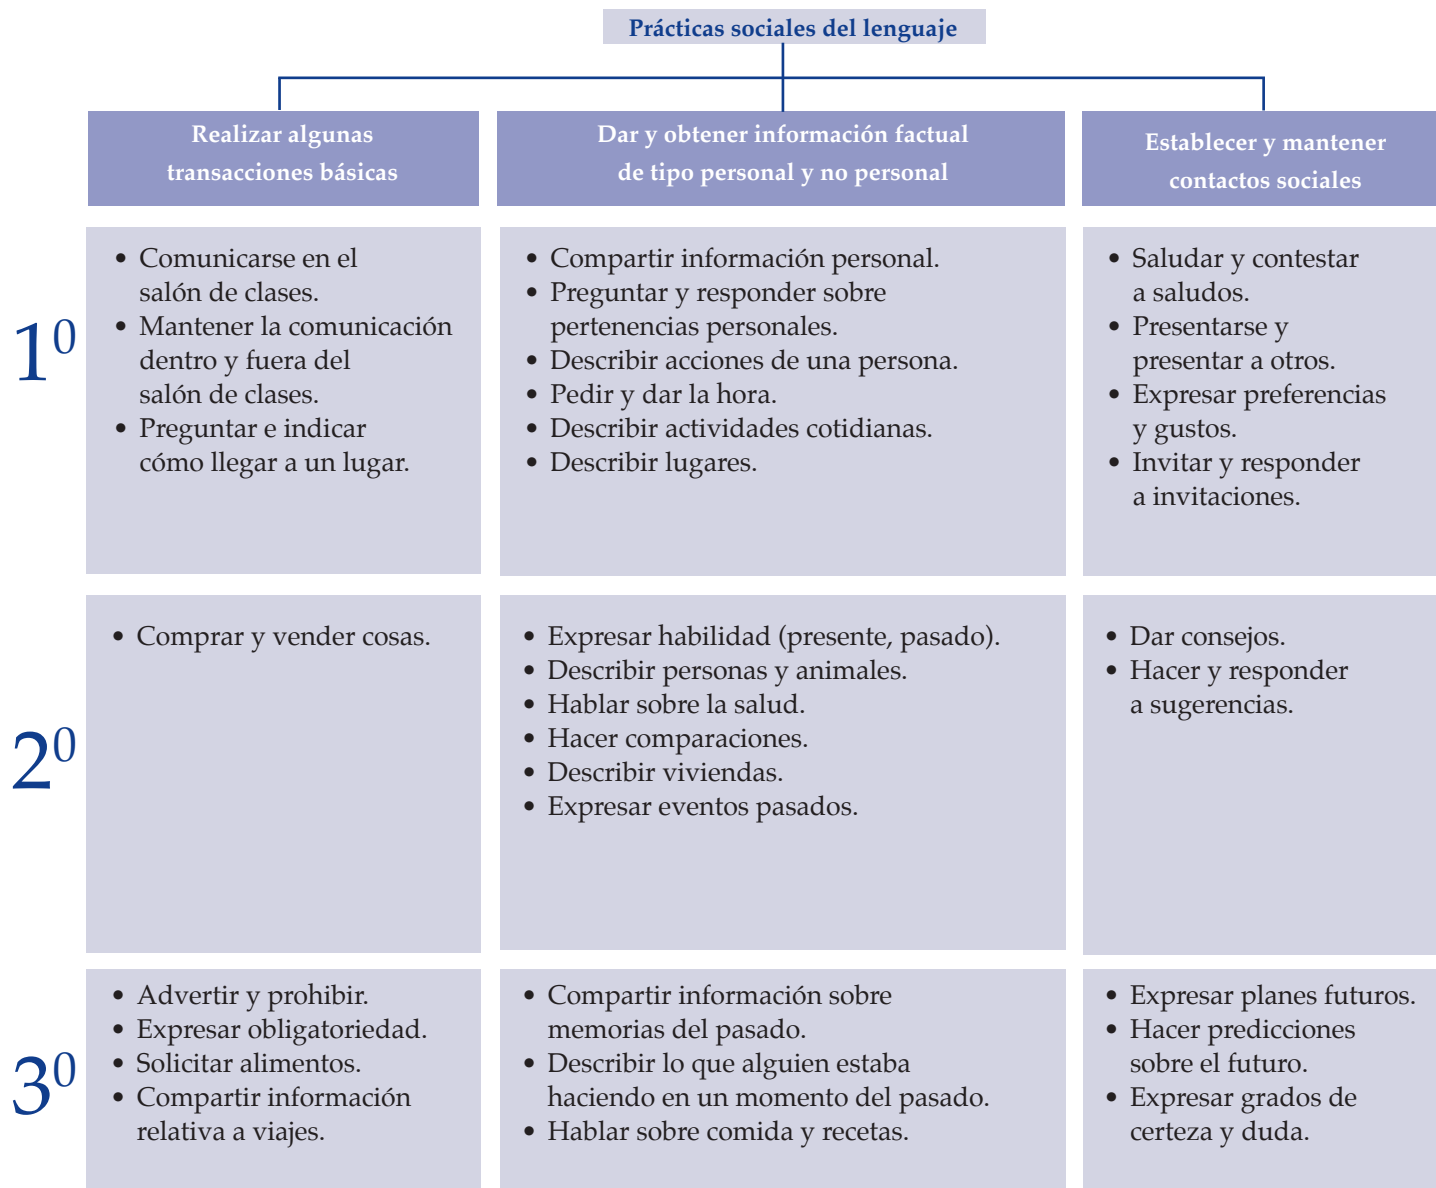 Prácticas sociales del lenguaje
Realizar algunas
transacciones básicas
Dar y obtener información factual
de tipo personal y no personal
Establecer y mantener
contactos sociales
1⁰
• Comunicarse en el
salón de clases.
• Mantener la comunicación
dentro y fuera del
salón de clases.
• Preguntar e indicar
cómo llegar a un lugar.
• Compartir información personal.
• Preguntar y responder sobre
pertenencias personales.
• Describir acciones de una persona.
• Pedir y dar la hora.
• Describir actividades cotidianas.
• Describir lugares.
• Saludar y contestar
a saludos.
• Presentarse y
presentar a otros.
• Expresar preferencias
y gustos.
• Invitar y responder
a invitaciones.
2⁰
• Comprar y vender cosas.
• Expresar habilidad (presente, pasado).
• Describir personas y animales.
• Hablar sobre la salud.
• Hacer comparaciones.
• Describir viviendas.
• Expresar eventos pasados.
• Dar consejos.
• Hacer y responder
a sugerencias.
3⁰
• Advertir y prohibir.
• Expresar obligatoriedad.
• Solicitar alimentos.
• Compartir información
relativa a viajes.
• Compartir información sobre
memorias del pasado.
• Describir lo que alguien estaba
haciendo en un momento del pasado.
• Hablar sobre comida y recetas.
• Expresar planes futuros.
• Hacer predicciones
sobre el futuro.
• Expresar grados de
certeza y duda.